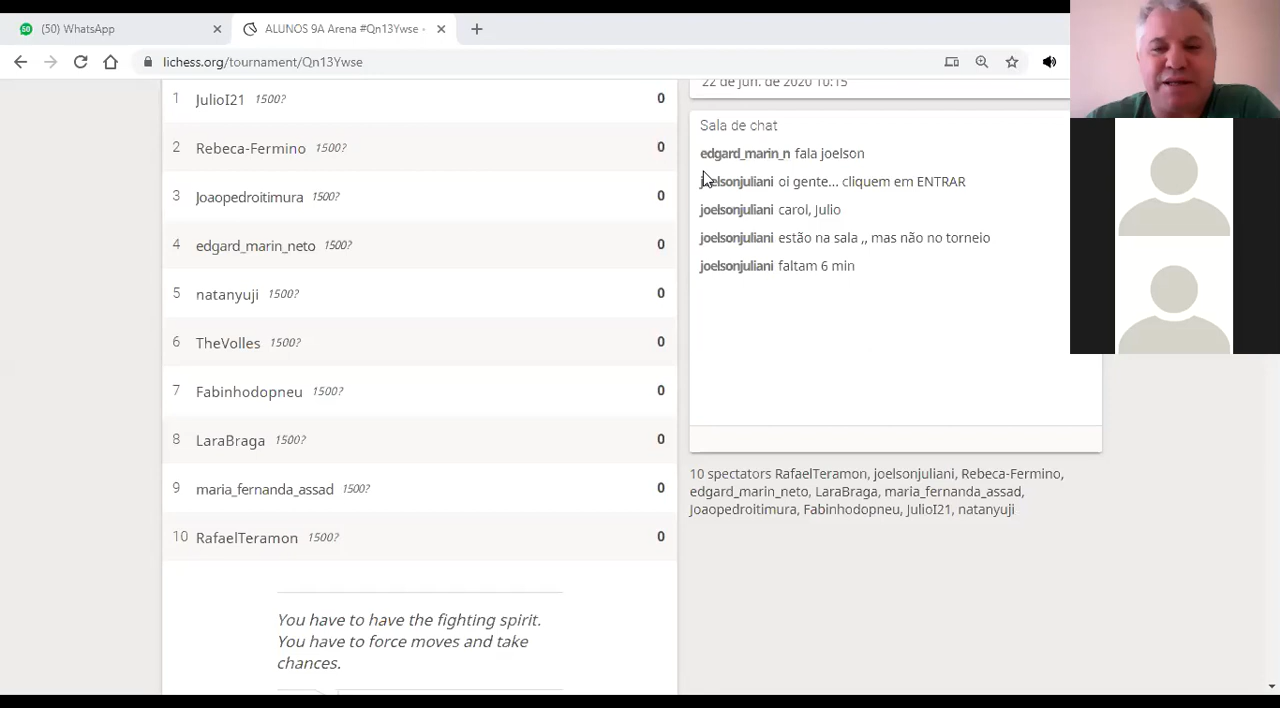 (50) WhatsApp
ALUNOS 9A Arena #Qn13Ywse
lichess.org/tournament/Qn13Ywse
1 JulioI21 1500? 0
2 Rebeca-Fermino 1500? 0
3 Joaopedroitimura 1500? 0
4 edgard_marin_neto 1500? 0
5 natanyuji 1500? 0
6 TheVolles 1500? 0
7 Fabinhodopneu 1500? 0
8 LaraBraga 1500? 0
9 maria_fernanda_assad 1500? 0
10 RafaelTeramon 1500? 0
You have to have the fighting spirit.
You have to force moves and take
chances.
22 de jun. de 2020 10:15
Sala de chat
edgard_marin_n fala joelson
joelsonjuliani oi gente... cliquem em ENTRAR
joelsonjuliani carol, Julio
joelsonjuliani estão na sala ,, mas não no torneio
joelsonjuliani faltam 6 min
10 spectators RafaelTeramon, joelsonjuliani, Rebeca-Fermino,
edgard_marin_neto, LaraBraga, maria_fernanda_assad,
Joaopedroitimura, Fabinhodopneu, JulioI21, natanyuji